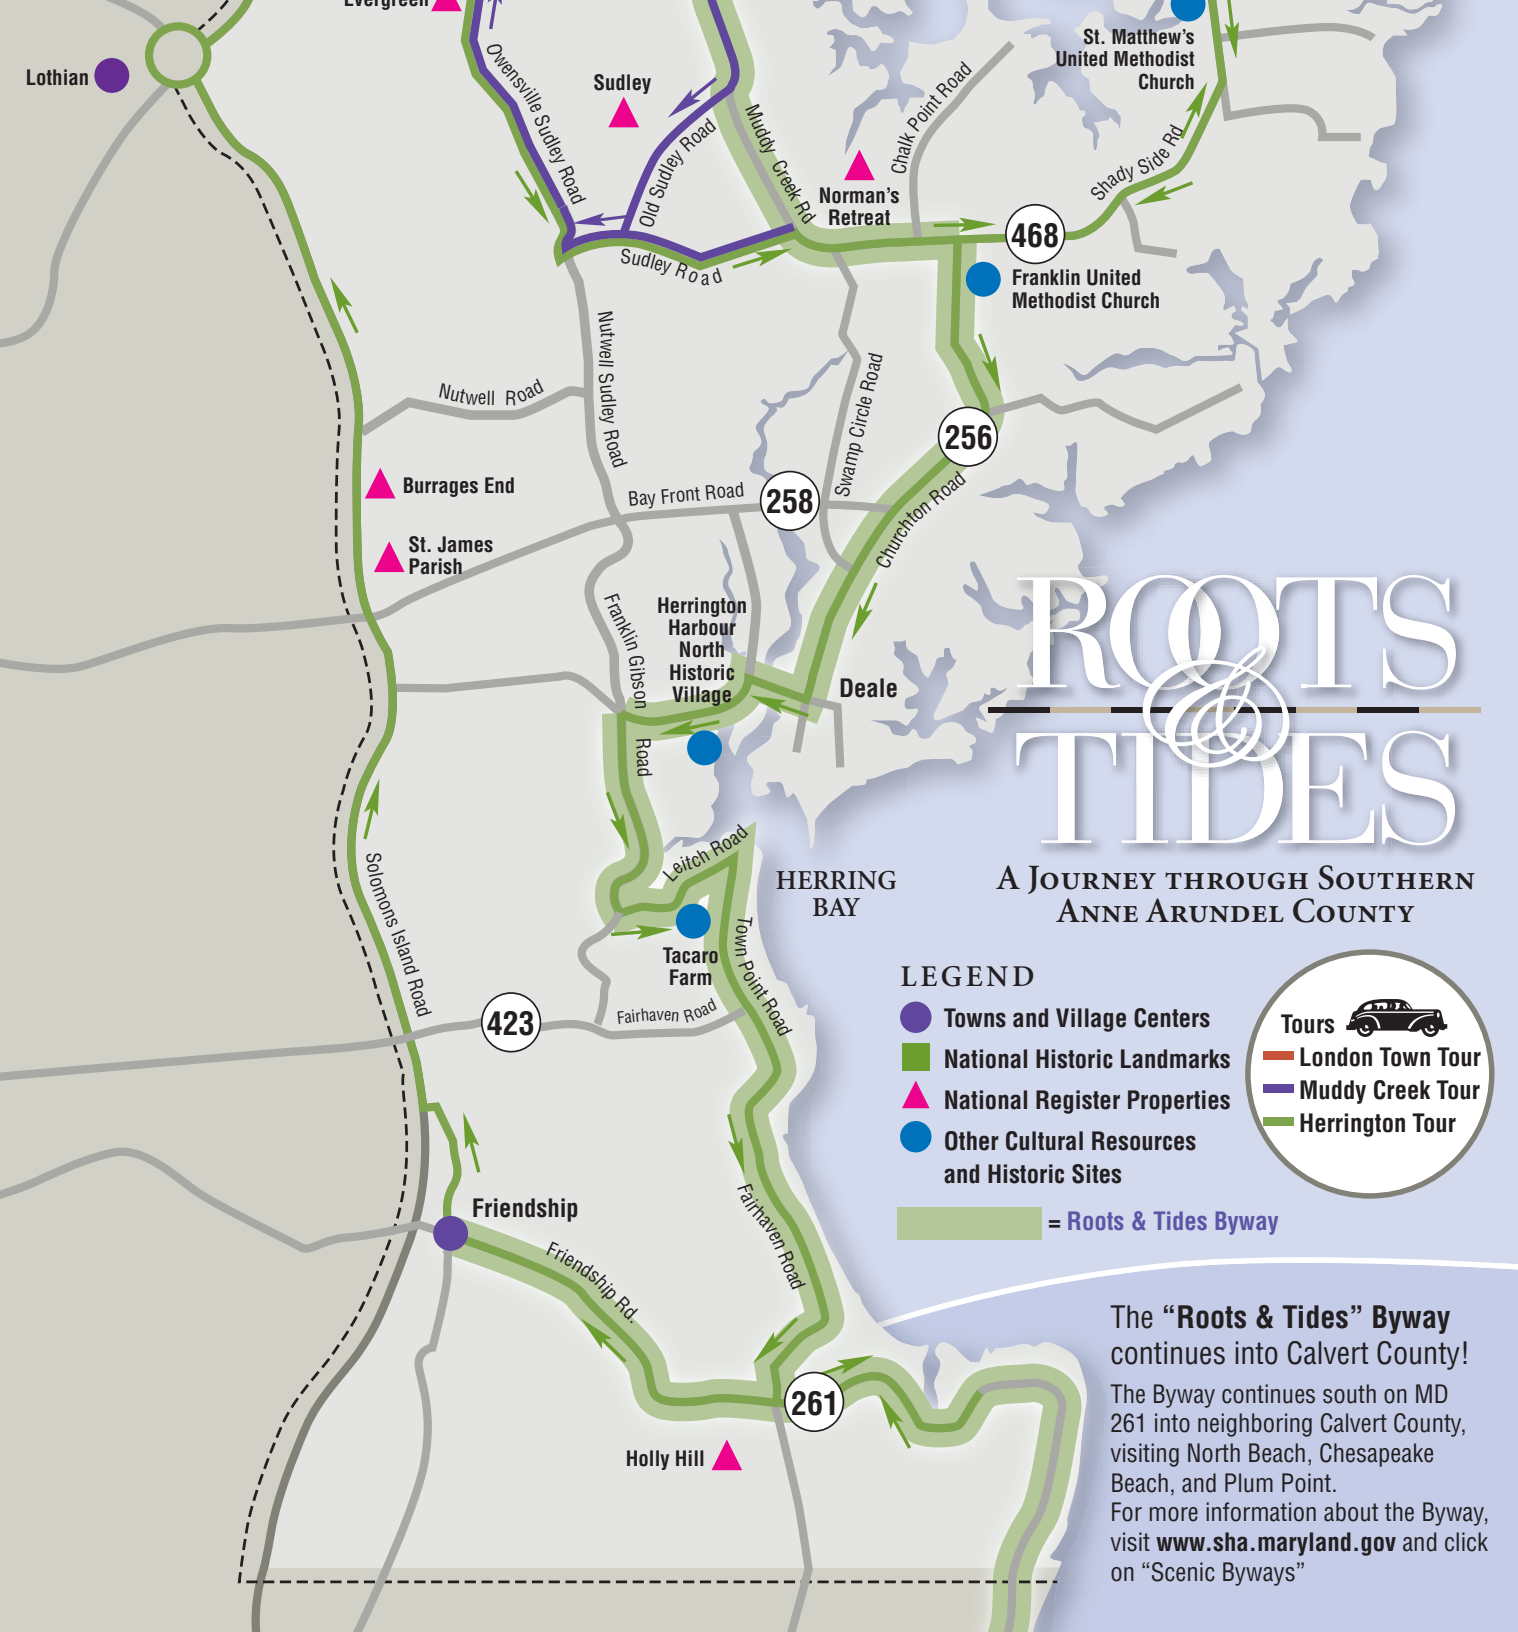 Evergreen
Lothian
Sudley
Owensville Sudley Road
Old Sudley Road
Muddy Creek Rd
Chalk Point Road
Norman's
Retreat
St. Matthew's
United Methodist
Church
Shady Side Rd
468
Sudley Road
Franklin United
Methodist Church
Nutwell Sudley Road
Nutwell Road
Swamp Circle Road
256
Burrages End
Bay Front Road
258
Churchton Road
St. James
Parish
Franklin Gibson
Road
Herrington
Harbour
North
Historic
Village
Deale
ROOTS
&
TIDES
A Journey through Southern
Anne Arundel County
Leitch Road
HERRING
BAY
Solomons Island Road
Tacaro
Farm
Town Point Road
423
Fairhaven Road
LEGEND
Towns and Village Centers
National Historic Landmarks
National Register Properties
Other Cultural Resources
and Historic Sites
= Roots & Tides Byway
Tours
London Town Tour
Muddy Creek Tour
Herrington Tour
Friendship
Friendship Rd.
Fairhaven Road
261
Holly Hill
The “Roots & Tides” Byway
continues into Calvert County!
The Byway continues south on MD
261 into neighboring Calvert County,
visiting North Beach, Chesapeake
Beach, and Plum Point.
For more information about the Byway,
visit www.sha.maryland.gov and click
on “Scenic Byways”